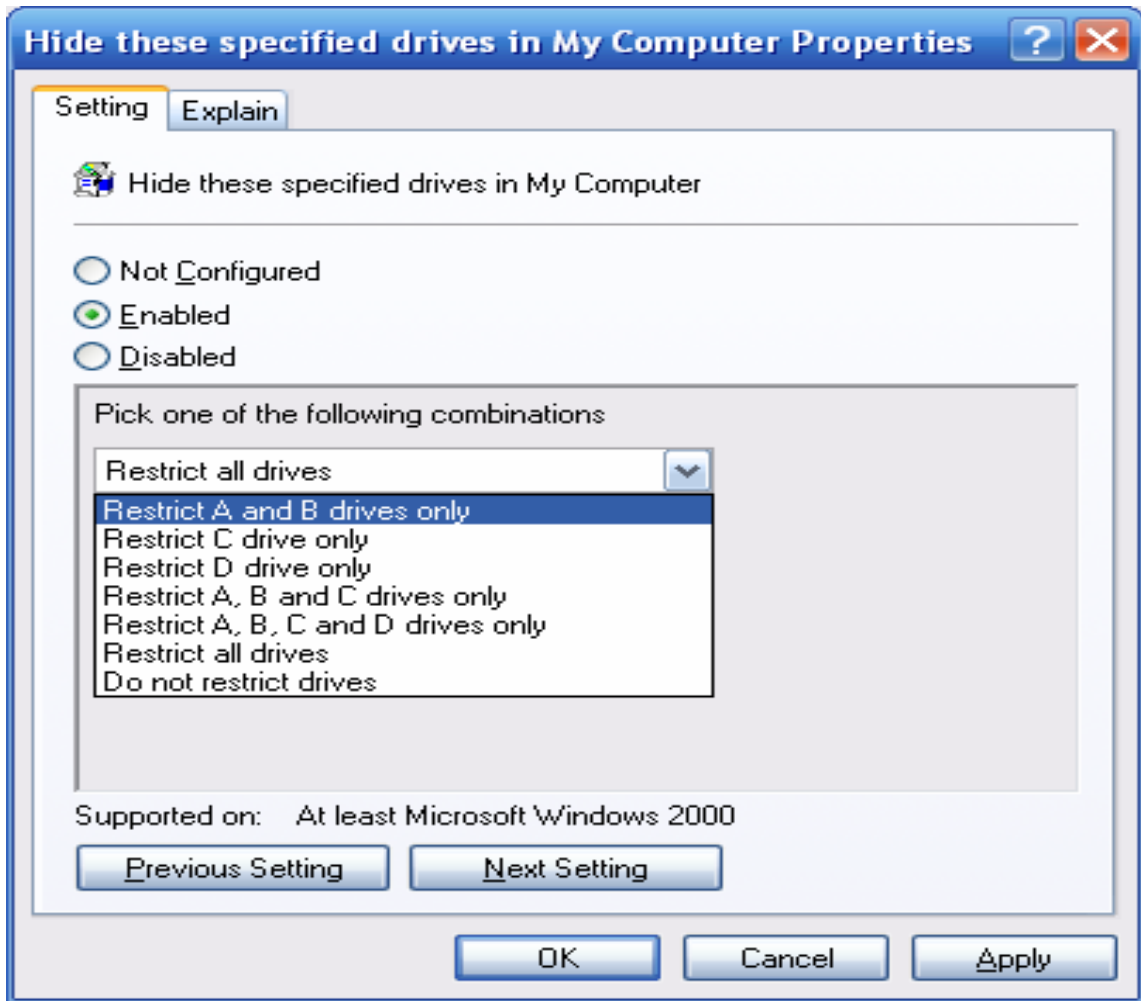 Hide these specified drives in My Computer Properties
Setting Explain
Hide these specified drives in My Computer
Not Configured
Enabled
Disabled
Pick one of the following combinations
Restrict all drives
Restrict A and B drives only
Restrict C drive only
Restrict D drive only
Restrict A, B and C drives only
Restrict A, B, C and D drives only
Restrict all drives
Do not restrict drives
Supported on: At least Microsoft Windows 2000
Previous Setting Next Setting
OK Cancel Apply